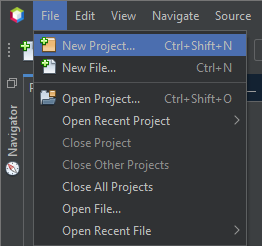 File Edit View Navigate Source
New Project... Ctrl+Shift+N
New File... Ctrl+N
Open Project... Ctrl+Shift+O
Open Recent Project
Close Project
Close Other Projects
Close All Projects
Open File...
Open Recent File
Navigator